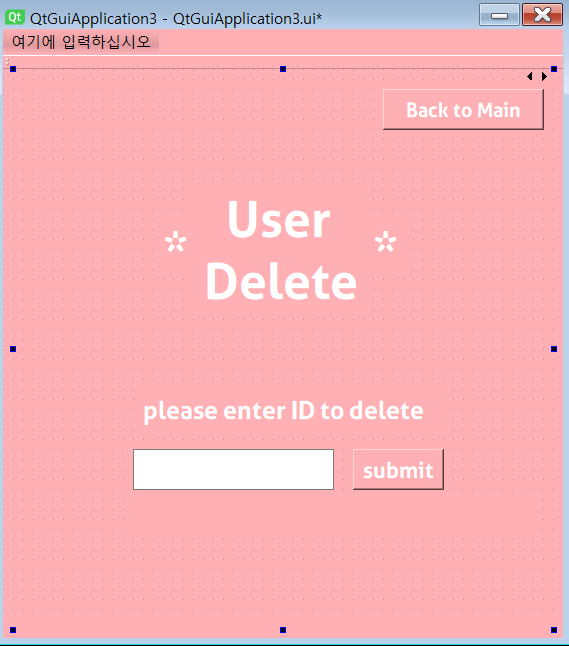 Qt QtGuiApplication3 - QtGuiApplication3.ui*
여기에 입력하십시오
Back to Main
* User *
Delete
please enter ID to delete
submit